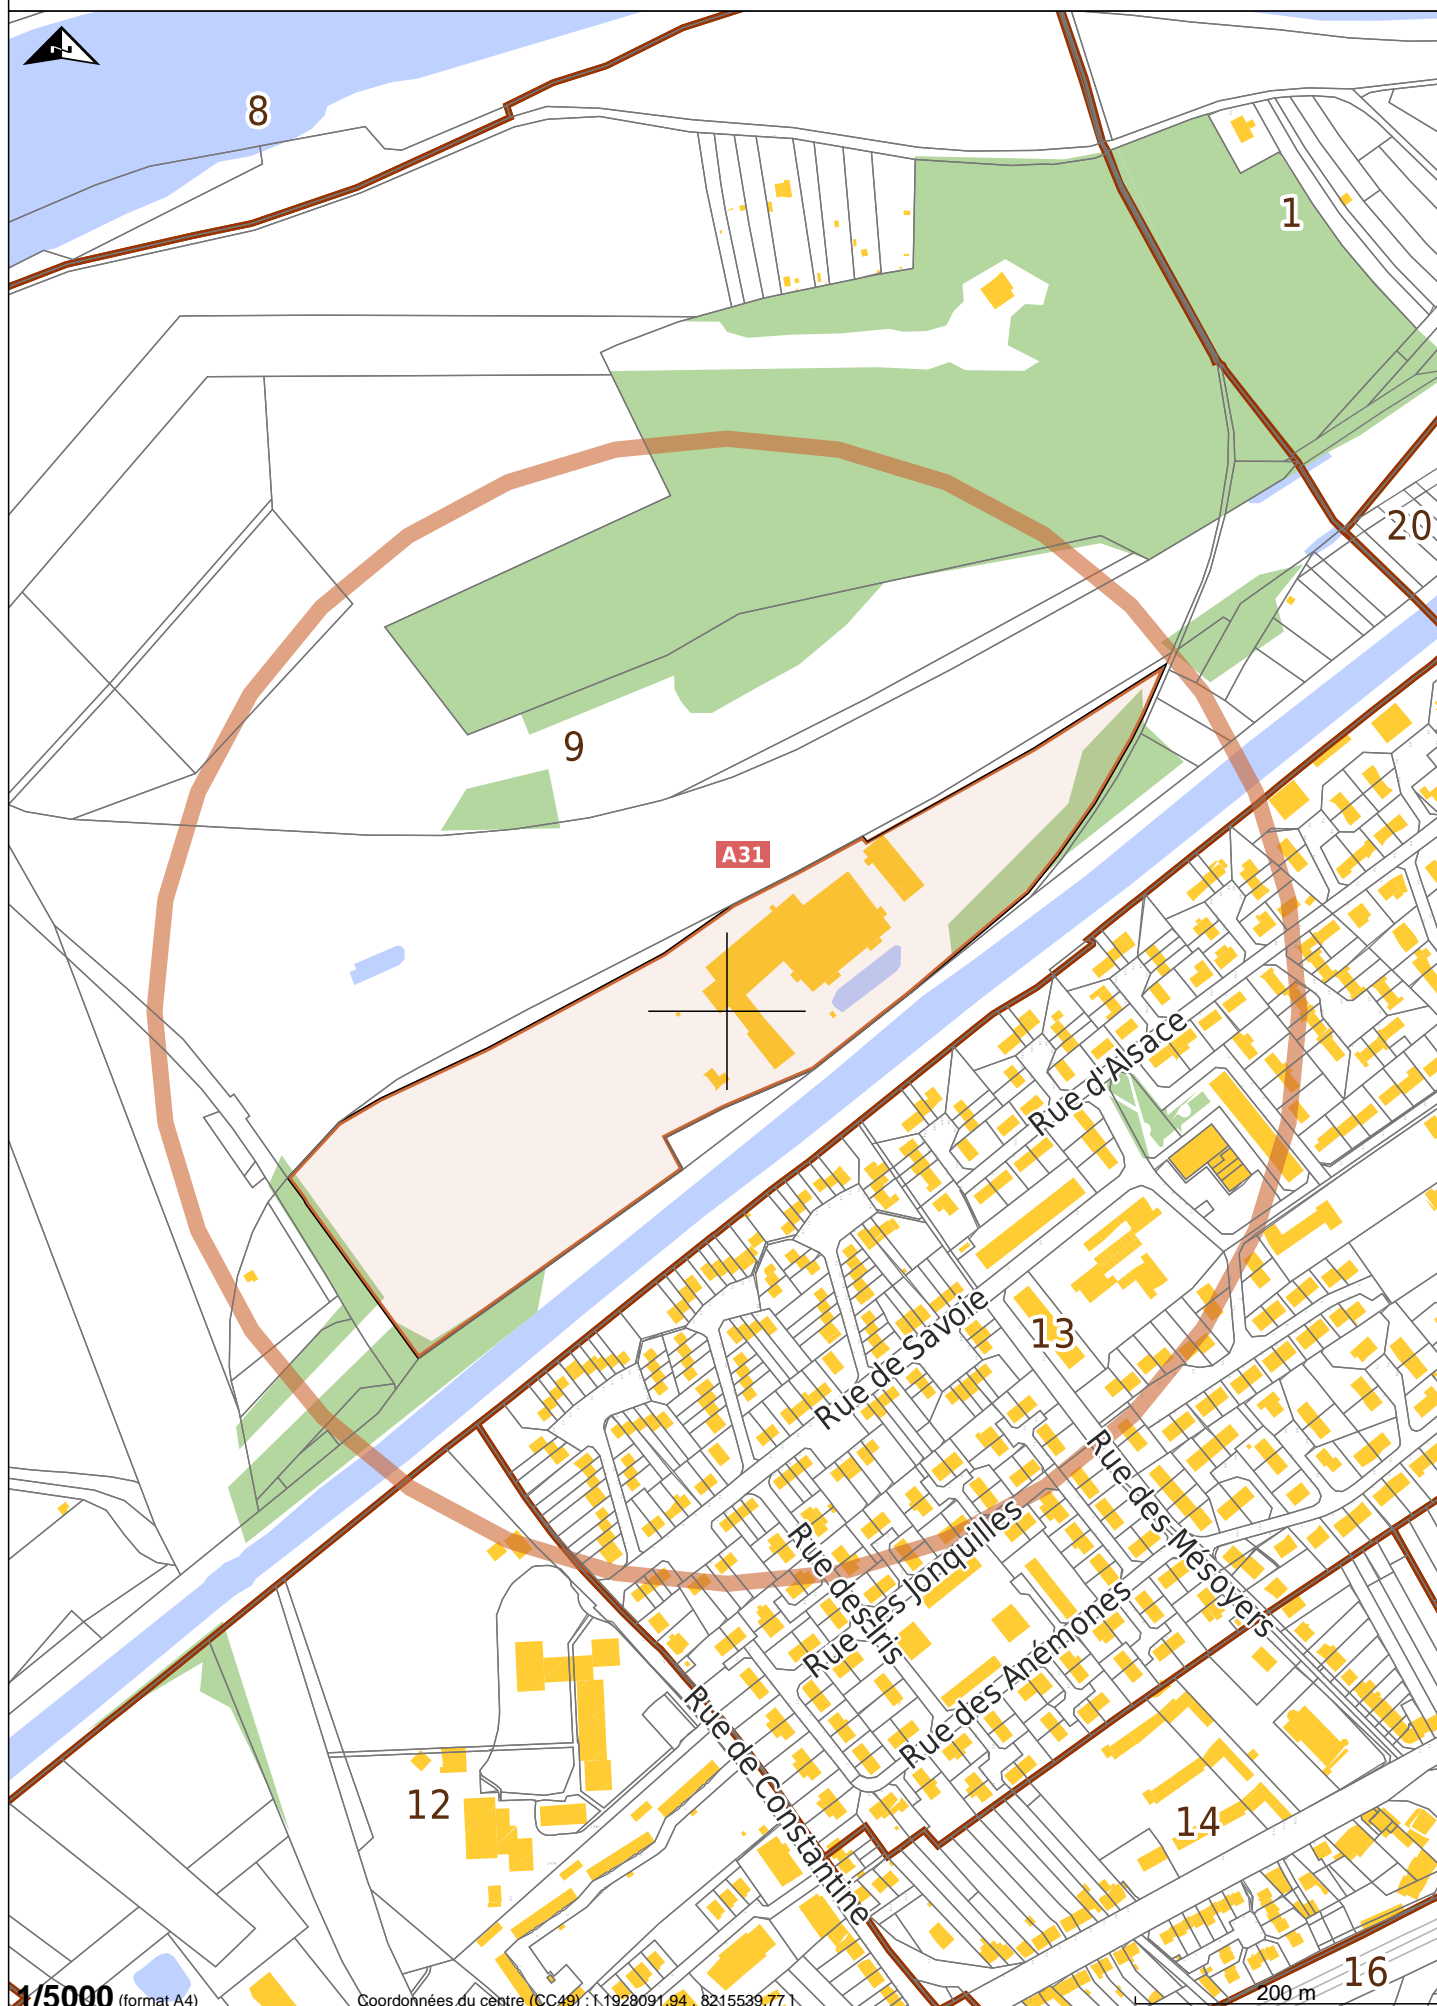 8
1
20
9
A31
Rue d'Alsace
Rue de Savoie
13
Rue des Mésoyers
Rue des Jonquilles
Rue des Iris
Rue des Anémones
Rue de Constantine
12
14
16
1/5000 (format A4)
Coordonnées du centre (CC49) : [ 1928091.94 , 8215539.77 ]
200 m